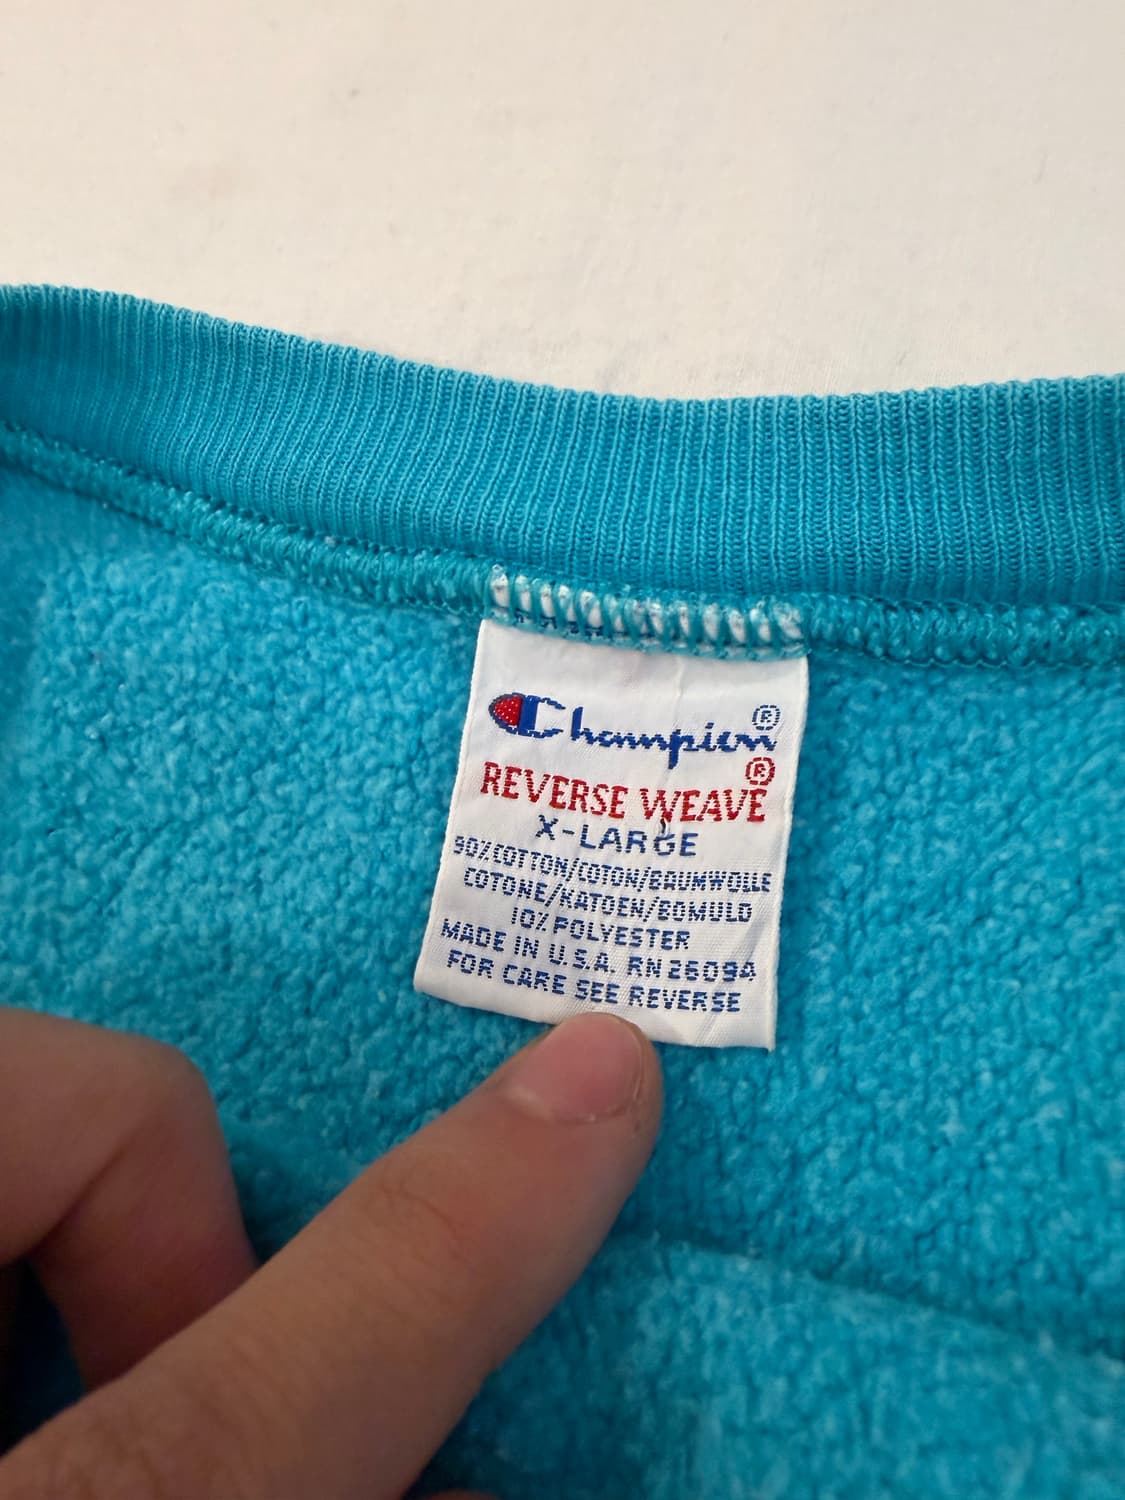 Champion®
REVERSE WEAVE®
X-LARGE
90% COTTON/COTON/BAUMWOLLE
COTONE/KATOEN/BOMULD
10% POLYESTER
MADE IN U.S.A. RN 26094
FOR CARE SEE REVERSE